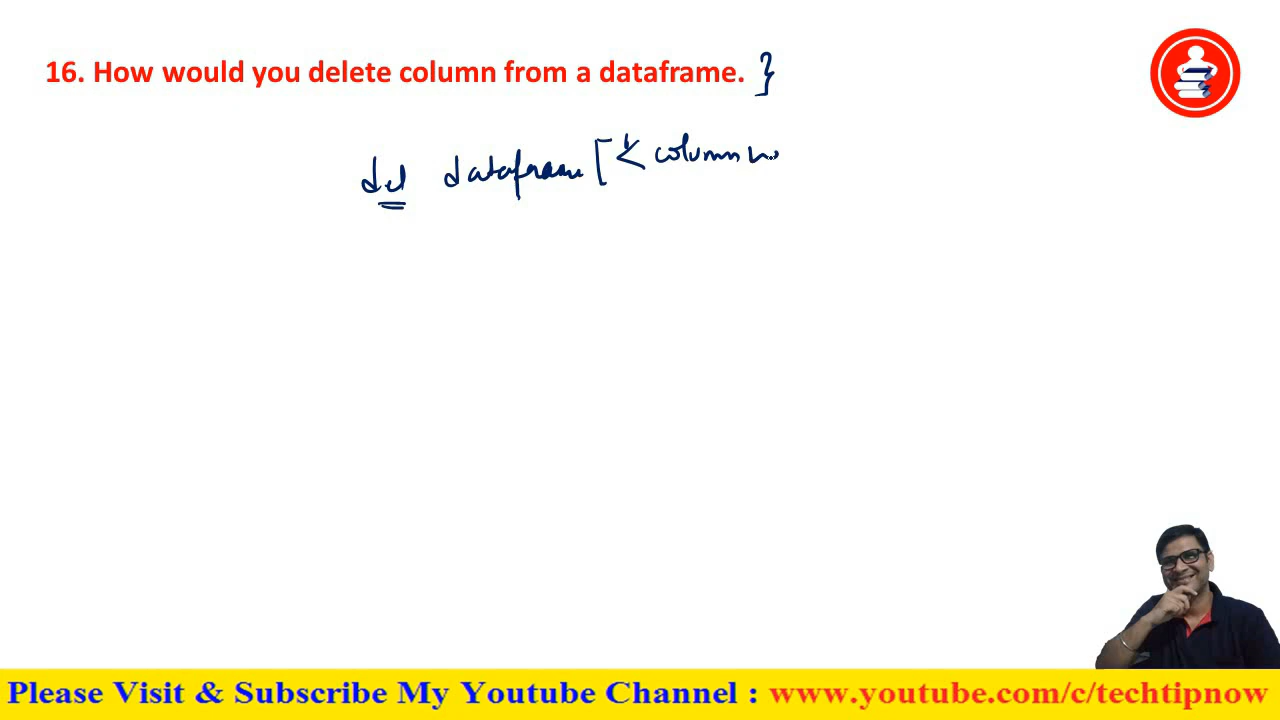 16. How would you delete column from a dataframe. }
del dataframe [ < column n
Please Visit & Subscribe My Youtube Channel : www.youtube.com/c/techtipnow